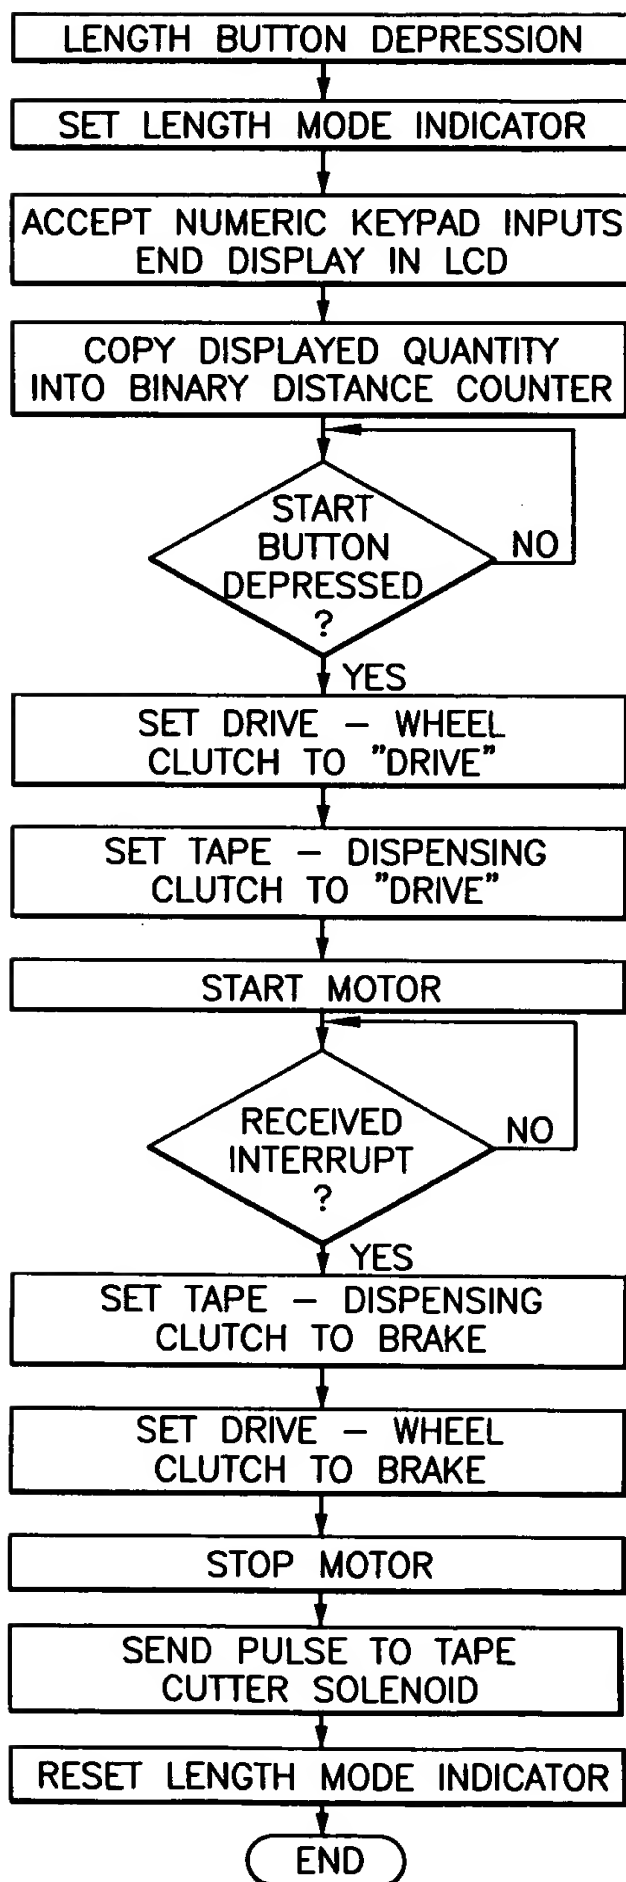 LENGTH BUTTON DEPRESSION
SET LENGTH MODE INDICATOR
ACCEPT NUMERIC KEYPAD INPUTS
END DISPLAY IN LCD
COPY DISPLAYED QUANTITY
INTO BINARY DISTANCE COUNTER
START
BUTTON
DEPRESSED
?
NO
YES
SET DRIVE – WHEEL
CLUTCH TO "DRIVE"
SET TAPE – DISPENSING
CLUTCH TO "DRIVE"
START MOTOR
RECEIVED
INTERRUPT
?
NO
YES
SET TAPE – DISPENSING
CLUTCH TO BRAKE
SET DRIVE – WHEEL
CLUTCH TO BRAKE
STOP MOTOR
SEND PULSE TO TAPE
CUTTER SOLENOID
RESET LENGTH MODE INDICATOR
END